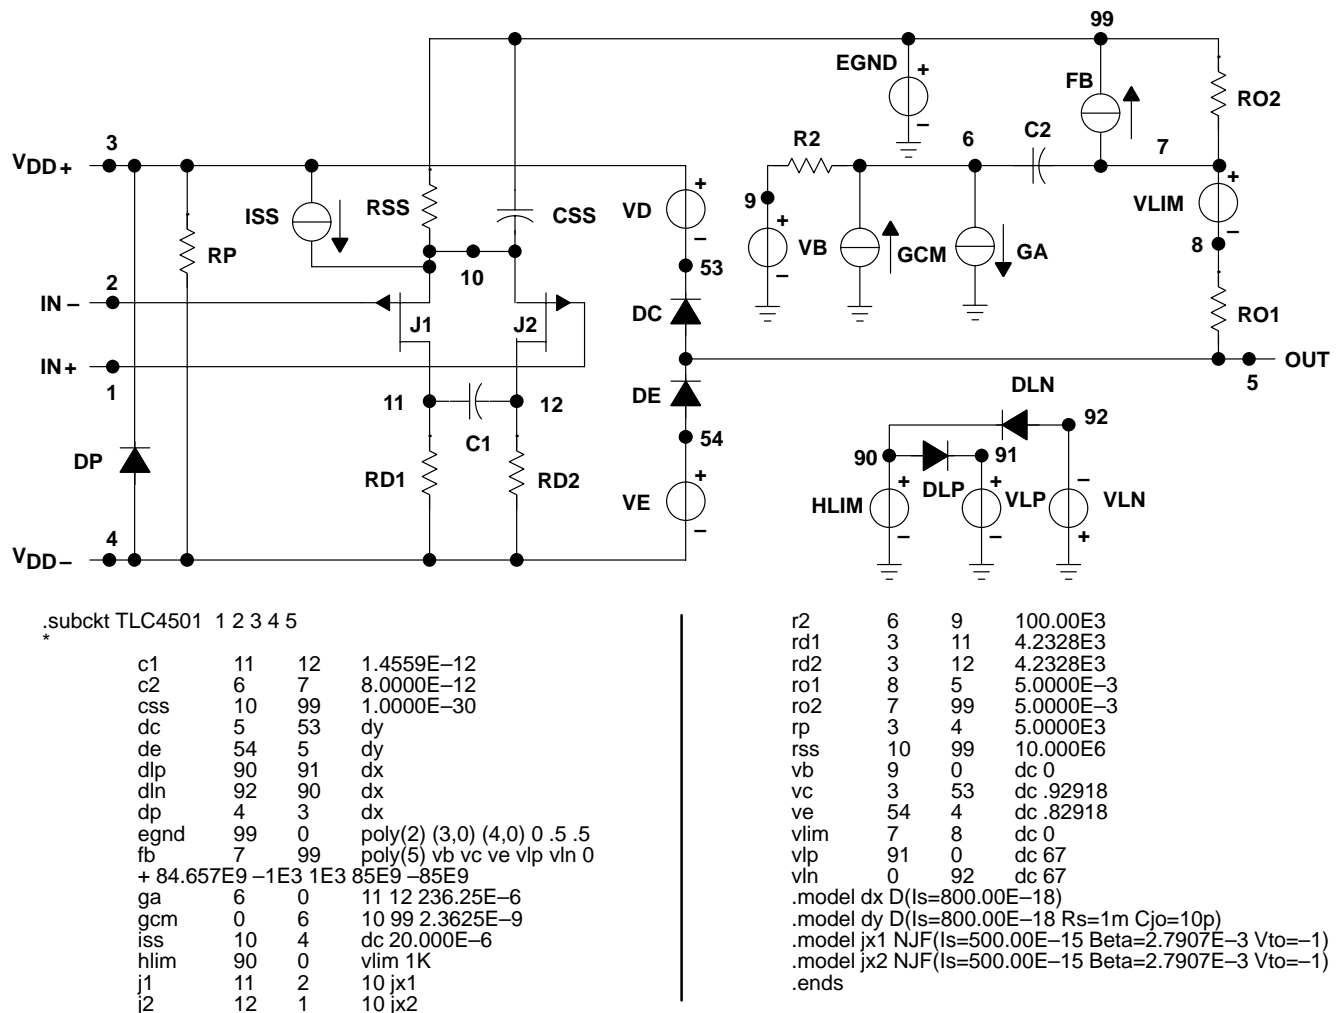 99
EGND
+
FB
RO2
3
R2
6
C2
7
VDD+
–
+
ISS
RSS
CSS
VD
+
–
9
VLIM
–
8
RP
10
53
+
VB
–
GCM
GA
2
IN –
J1
J2
DC
RO1
IN+
OUT
1
5
DE
DLN
11
12
92
C1
54
90
91
DP
RD1
RD2
+
VE
–
HLIM
+
–
DLP
+
VLP
–
–
VLN
+
4
VDD–
.subckt TLC4501 1 2 3 4 5
*
c1 11 12 1.4559E–12
c2 6 7 8.0000E–12
css 10 99 1.0000E–30
dc 5 53 dy
de 54 5 dy
dlp 90 91 dx
dln 92 90 dx
dp 4 3 dx
egnd 99 0 poly(2) (3,0) (4,0) 0 .5 .5
fb 7 99 poly(5) vb vc ve vlp vln 0
+ 84.657E9 –1E3 1E3 85E9 –85E9
ga 6 0 11 12 236.25E–6
gcm 0 6 10 99 2.3625E–9
iss 10 4 dc 20.000E–6
hlim 90 0 vlim 1K
j1 11 2 10 jx1
j2 12 1 10 jx2
r2 6 9 100.00E3
rd1 3 11 4.2328E3
rd2 3 12 4.2328E3
ro1 8 5 5.0000E–3
ro2 7 99 5.0000E–3
rp 3 4 5.0000E3
rss 10 99 10.000E6
vb 9 0 dc 0
vc 3 53 dc .92918
ve 54 4 dc .82918
vlim 7 8 dc 0
vlp 91 0 dc 67
vln 0 92 dc 67
.model dx D(Is=800.00E–18)
.model dy D(Is=800.00E–18 Rs=1m Cjo=10p)
.model jx1 NJF(Is=500.00E–15 Beta=2.7907E–3 Vto=–1)
.model jx2 NJF(Is=500.00E–15 Beta=2.7907E–3 Vto=–1)
.ends